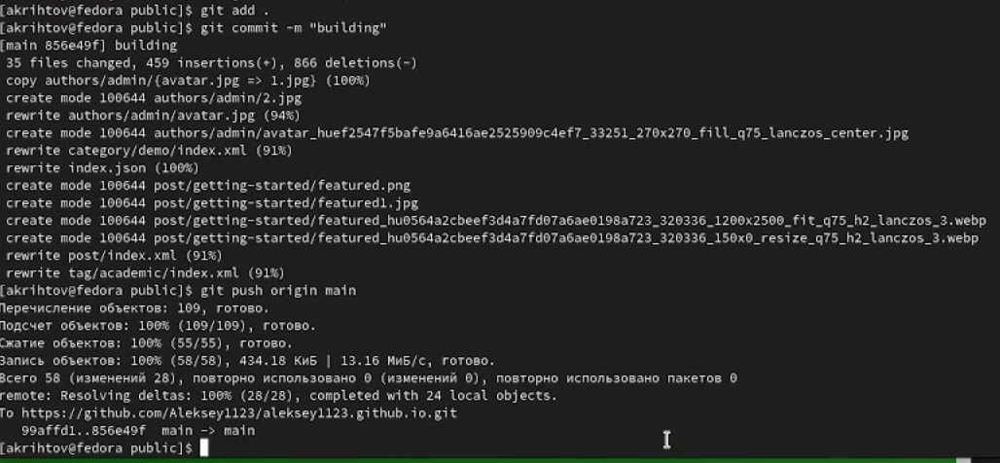 [akrihtov@fedora public]$ git add .
[akrihtov@fedora public]$ git commit -m "building"
[main 856e49f] building
 35 files changed, 459 insertions(+), 866 deletions(-)
 copy authors/admin/{avatar.jpg => 1.jpg} (100%)
 create mode 100644 authors/admin/2.jpg
 rewrite authors/admin/avatar.jpg (94%)
 create mode 100644 authors/admin/avatar_huef2547f5bafe9a6416ae2525909c4ef7_33251_270x270_fill_q75_lanczos_center.jpg
 rewrite category/demo/index.xml (91%)
 rewrite index.json (100%)
 create mode 100644 post/getting-started/featured.png
 create mode 100644 post/getting-started/featured1.jpg
 create mode 100644 post/getting-started/featured_hu0564a2cbeef3d4a7fd07a6ae0198a723_320336_1200x2500_fit_q75_h2_lanczos_3.webp
 create mode 100644 post/getting-started/featured_hu0564a2cbeef3d4a7fd07a6ae0198a723_320336_150x0_resize_q75_h2_lanczos_3.webp
 rewrite post/index.xml (91%)
 rewrite tag/academic/index.xml (91%)
[akrihtov@fedora public]$ git push origin main
Перечисление объектов: 109, готово.
Подсчет объектов: 100% (109/109), готово.
Сжатие объектов: 100% (55/55), готово.
Запись объектов: 100% (58/58), 434.18 КиБ | 13.16 МиБ/с, готово.
Всего 58 (изменений 28), повторно использовано 0 (изменений 0), повторно использовано пакетов 0
remote: Resolving deltas: 100% (28/28), completed with 24 local objects.
To https://github.com/Aleksey1123/aleksey1123.github.io.git
   99affd1..856e49f  main -> main
[akrihtov@fedora public]$